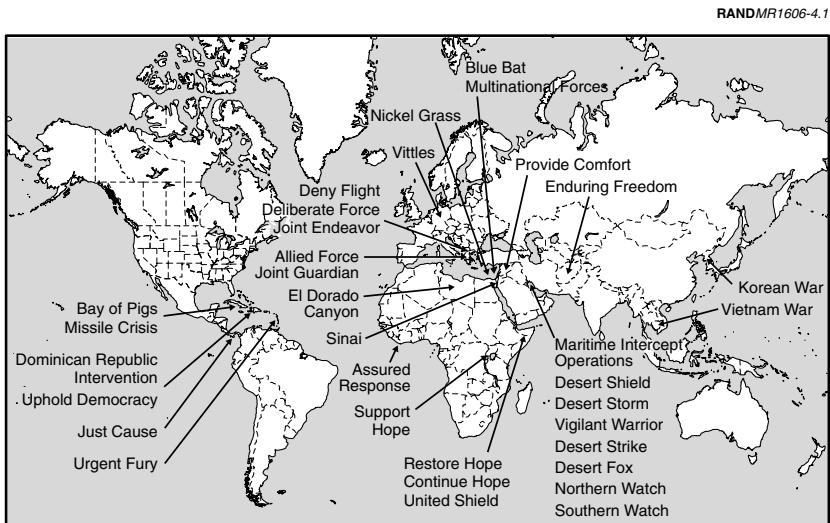 RANDMR1606-4.1
Blue Bat
Multinational Forces
Nickel Grass
Vittles
Provide Comfort
Enduring Freedom
Deny Flight
Deliberate Force
Joint Endeavor
Allied Force
Joint Guardian
El Dorado
Canyon
Sinai
Korean War
Vietnam War
Bay of Pigs
Missile Crisis
Dominican Republic
Intervention
Uphold Democracy
Just Cause
Urgent Fury
Assured
Response
Support
Hope
Restore Hope
Continue Hope
United Shield
Maritime Intercept
Operations
Desert Shield
Desert Storm
Vigilant Warrior
Desert Strike
Desert Fox
Northern Watch
Southern Watch